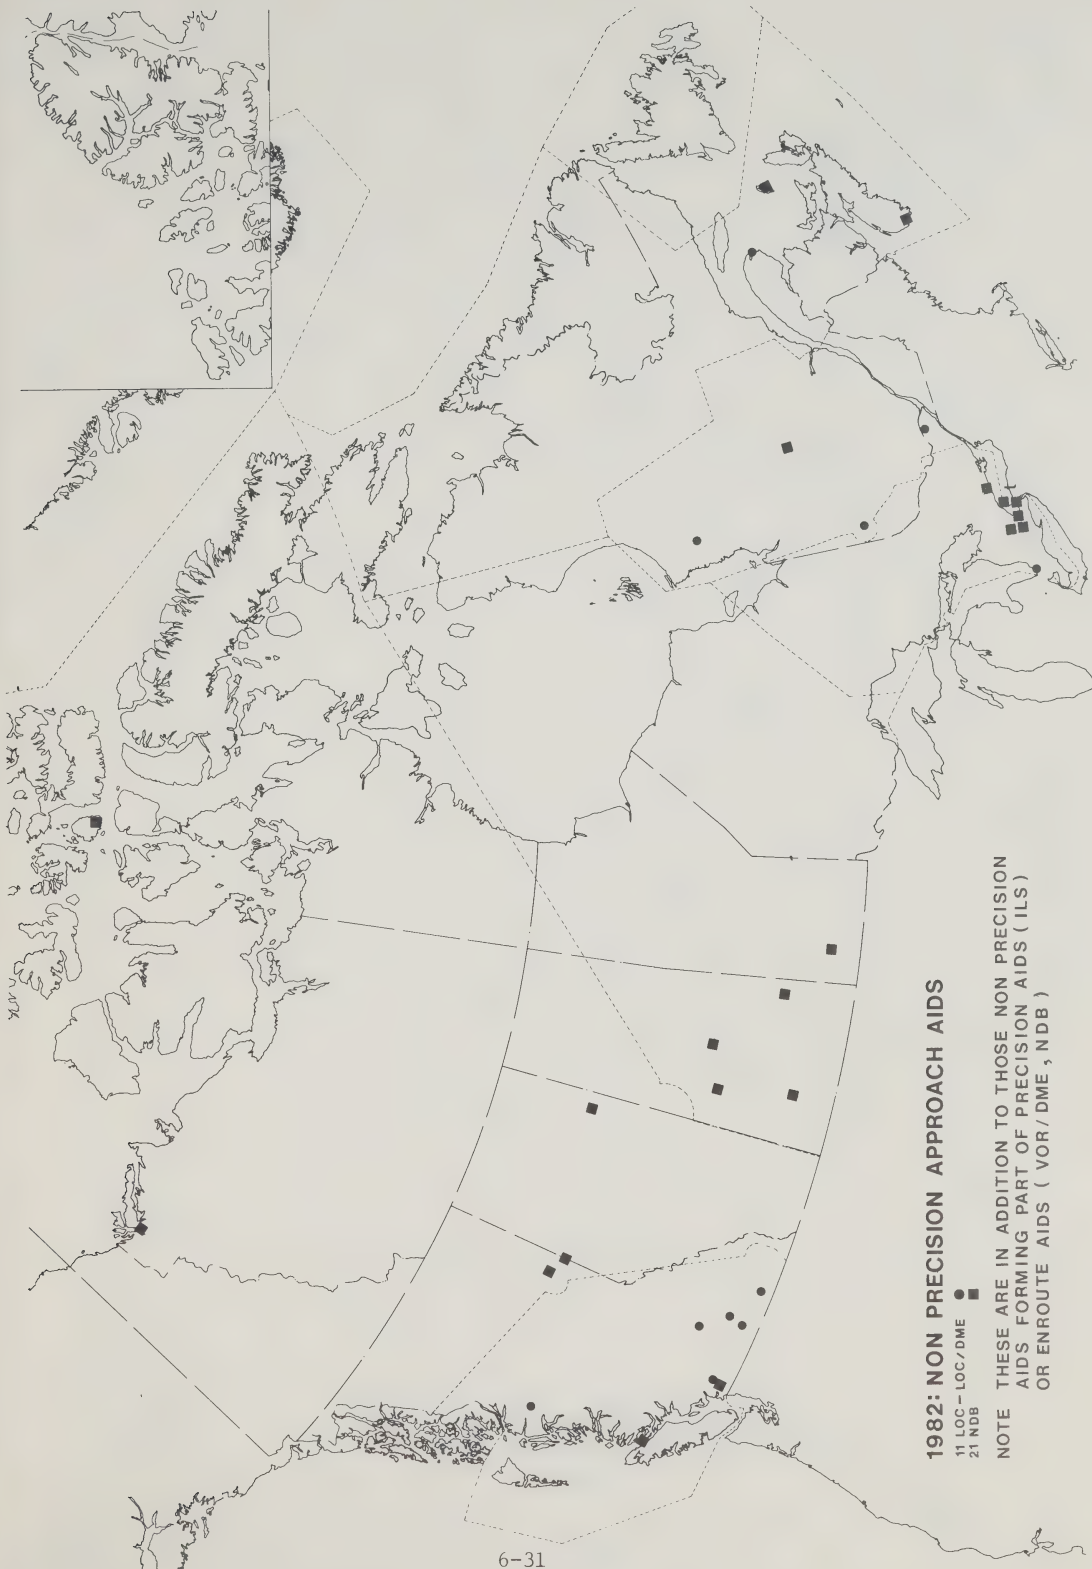 1982: NON PRECISION APPROACH AIDS
11 LOC-LOC/DME ●
21 NDB ■
NOTE THESE ARE IN ADDITION TO THOSE NON PRECISION
AIDS FORMING PART OF PRECISION AIDS (ILS)
OR ENROUTE AIDS (VOR/DME, NDB)
6-31